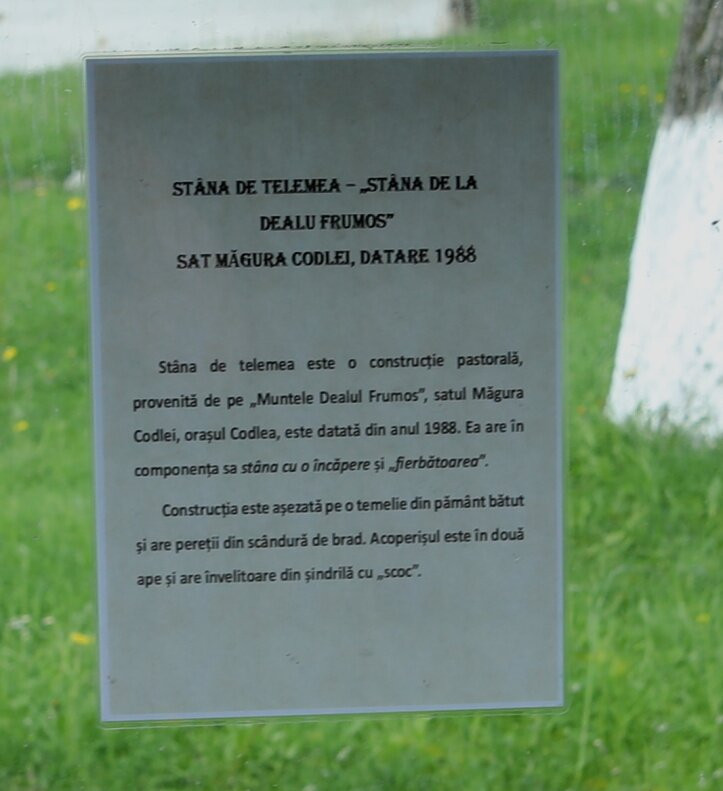 STÂNA DE TELEMEA – „STÂNA DE LA
DEALU FRUMOS”
SAT MĂGURA CODLEI, DATARE 1988
Stâna de telemea este o construcție pastorală,
provenită de pe „Muntele Dealul Frumos”, satul Măgura
Codlei, orașul Codlea, este datată din anul 1988. Ea are în
componența sa stâna cu o încăpere și „fierbătoarea”.
Construcția este așezată pe o temelie din pământ bătut
și are pereții din scândură de brad. Acoperișul este în două
ape și are învelitoare din șindrilă cu „scoc”.